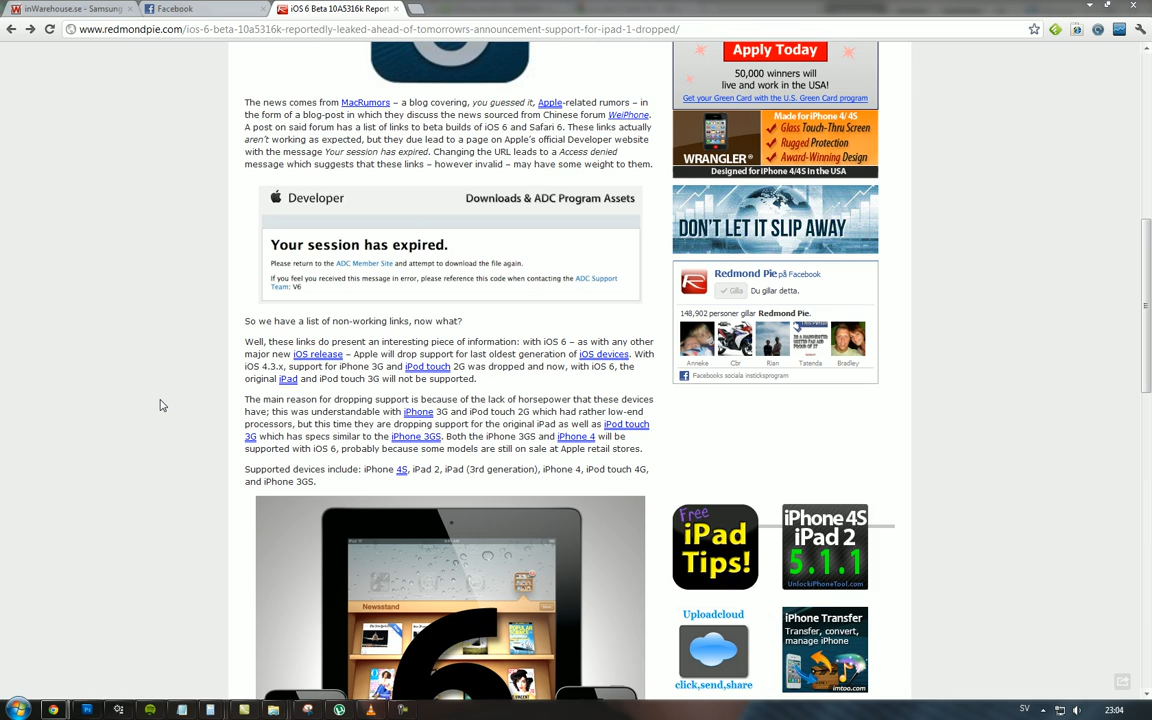 inWarehouse.se - Samsung
Facebook
iOS 6 Beta 10A5316k Report
www.redmondpie.com/ios-6-beta-10a5316k-reportedly-leaked-ahead-of-tomorrows-announcement-support-for-ipad-1-dropped/
The news comes from MacRumors – a blog covering, you guessed it, Apple-related rumors – in
the form of a blog-post in which they discuss the news sourced from Chinese forum WeiPhone.
A post on said forum has a list of links to beta builds of iOS 6 and Safari 6. These links actually
aren't working as expected, but they due lead to a page on Apple's official Developer website
with the message Your session has expired. Changing the URL leads to a Access denied
message which suggests that these links – however invalid – may have some weight to them.
Developer
Downloads & ADC Program Assets
Your session has expired.
Please return to the ADC Member Site and attempt to download the file again.
If you feel you received this message in error, please reference this code when contacting the ADC Support
Team: V6
So we have a list of non-working links, now what?
Well, these links do present an interesting piece of information: with iOS 6 – as with any other
major new iOS release – Apple will drop support for last oldest generation of iOS devices. With
iOS 4.3.x, support for iPhone 3G and iPod touch 2G was dropped and now, with iOS 6, the
original iPad and iPod touch 3G will not be supported.
The main reason for dropping support is because of the lack of horsepower that these devices
have; this was understandable with iPhone 3G and iPod touch 2G which had rather low-end
processors, but this time they are dropping support for the original iPad as well as iPod touch
3G which has specs similar to the iPhone 3GS. Both the iPhone 3GS and iPhone 4 will be
supported with iOS 6, probably because some models are still on sale at Apple retail stores.
Supported devices include: iPhone 4S, iPad 2, iPad (3rd generation), iPhone 4, iPod touch 4G,
and iPhone 3GS.
Newsstand
POPULAR
SCIENCE
6
Apply Today
50,000 winners will
live and work in the USA!
Get your Green Card with the U.S. Green Card program
Made for iPhone 4/4S
Glass Touch-Thru Screen
Rugged Protection
Award-Winning Design
WRANGLER®
Designed for iPhone 4/4S in the USA
DON'T LET IT SLIP AWAY
Redmond Pie på Facebook
Gilla
Du gillar detta.
148,902 personer gillar Redmond Pie.
Anneke
Cbr
Rian
Tatenda
Bradley
Facebooks sociala insticksprogram
Free
iPad
Tips!
iPhone 4S
iPad 2
5.1.1
UnlockiPhoneTool.com
Uploadcloud
click,send,share
iPhone Transfer
Transfer, convert,
manage iPhone
imtoo.com
SV
23:04